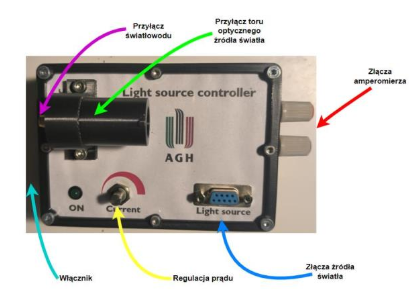 Przyłącz
światłowodu
Przyłącz toru
optycznego
źródła światła
Złącza
amperomierza
Light source controller
AGH
ON
Current
Light source
Włącznik
Regulacja prądu
Złącza źródła
światła